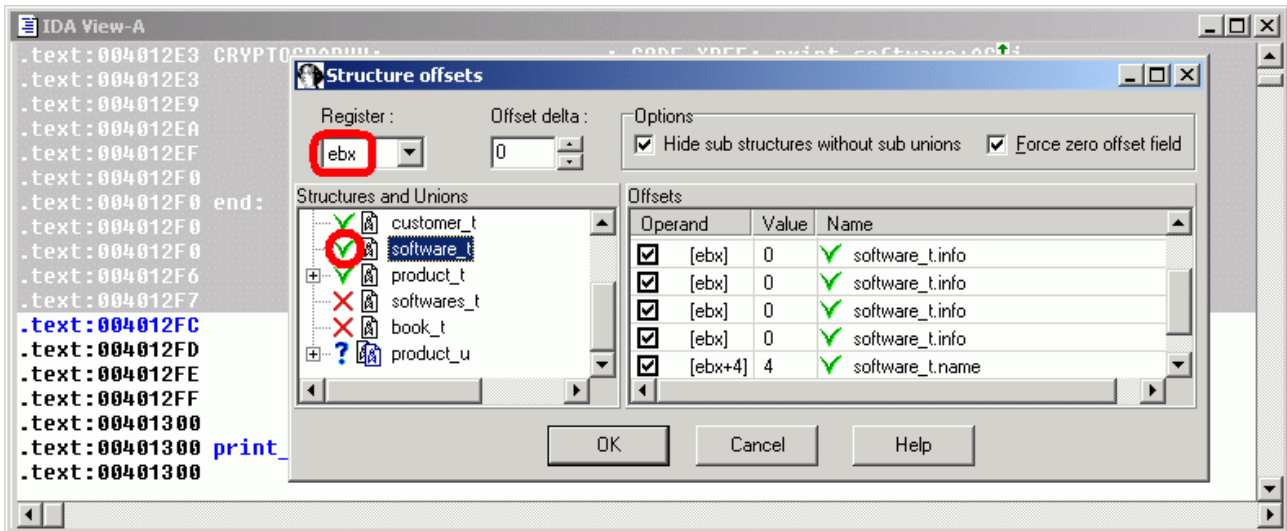 IDA View-A
.text:004012E3 CRYPTOGRAPHY: ; CODE XREF: print_software:
.text:004012E3
.text:004012E9
.text:004012EA
.text:004012EF
.text:004012F0
.text:004012F0 end:
.text:004012F0
.text:004012F0
.text:004012F6
.text:004012F7
.text:004012FC
.text:004012FD
.text:004012FE
.text:004012FF
.text:00401300
.text:00401300 print_
.text:00401300
Structure offsets
Register : Offset delta : Options
ebx 0 Hide sub structures without sub unions Force zero offset field
Structures and Unions
customer_t
software_t
product_t
softwares_t
book_t
product_u
Offsets
Operand Value Name
[ebx] 0 software_t.info
[ebx] 0 software_t.info
[ebx] 0 software_t.info
[ebx] 0 software_t.info
[ebx+4] 4 software_t.name
OK Cancel Help